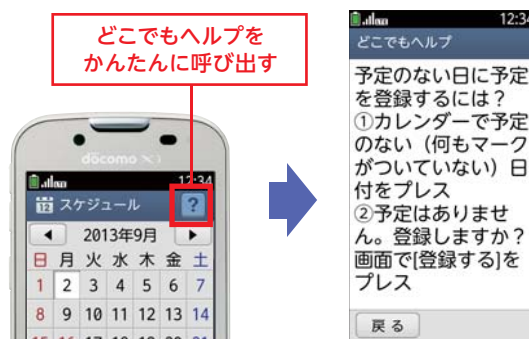 どこでもヘルプを
かんたんに呼び出す
döcomo Xi
12:34
スケジュール
?
2013年9月
日 月 火 水 木 金 土
1 2 3 4 5 6 7
8 9 10 11 12 13 14
12:34
どこでもヘルプ
予定のない日に予定
を登録するには？
①カレンダーで予定
のない（何もマーク
がついていない）日
付をプレス
②予定はありませ
ん。登録しますか？
画面で[登録する]を
プレス
戻る